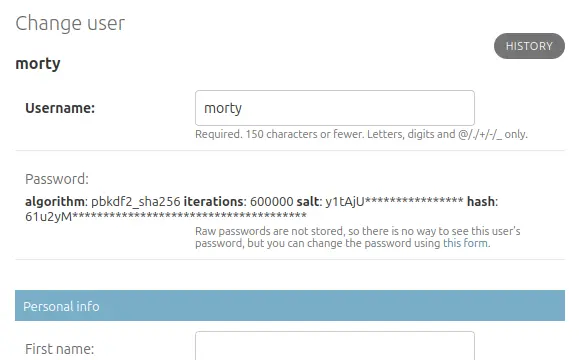 Change user
HISTORY
morty
Username:
morty
Required. 150 characters or fewer. Letters, digits and @/./+/-/_ only.
Password:
algorithm: pbkdf2_sha256 iterations: 600000 salt: y1tAjU**************** hash:
61u2yM**************************************
Raw passwords are not stored, so there is no way to see this user's
password, but you can change the password using this form.
Personal info
First name: